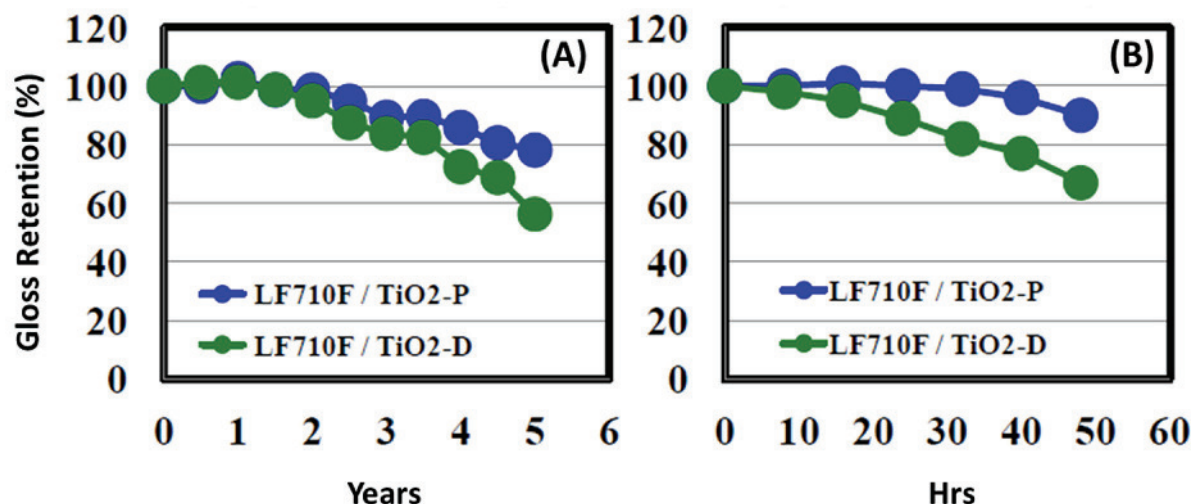 (A)
(B)
Gloss Retention (%)
120
100
80
60
40
20
0
LF710F / TiO2-P
LF710F / TiO2-D
0 1 2 3 4 5 6
Years
120
100
80
60
40
20
0
LF710F / TiO2-P
LF710F / TiO2-D
0 10 20 30 40 50 60
Hrs